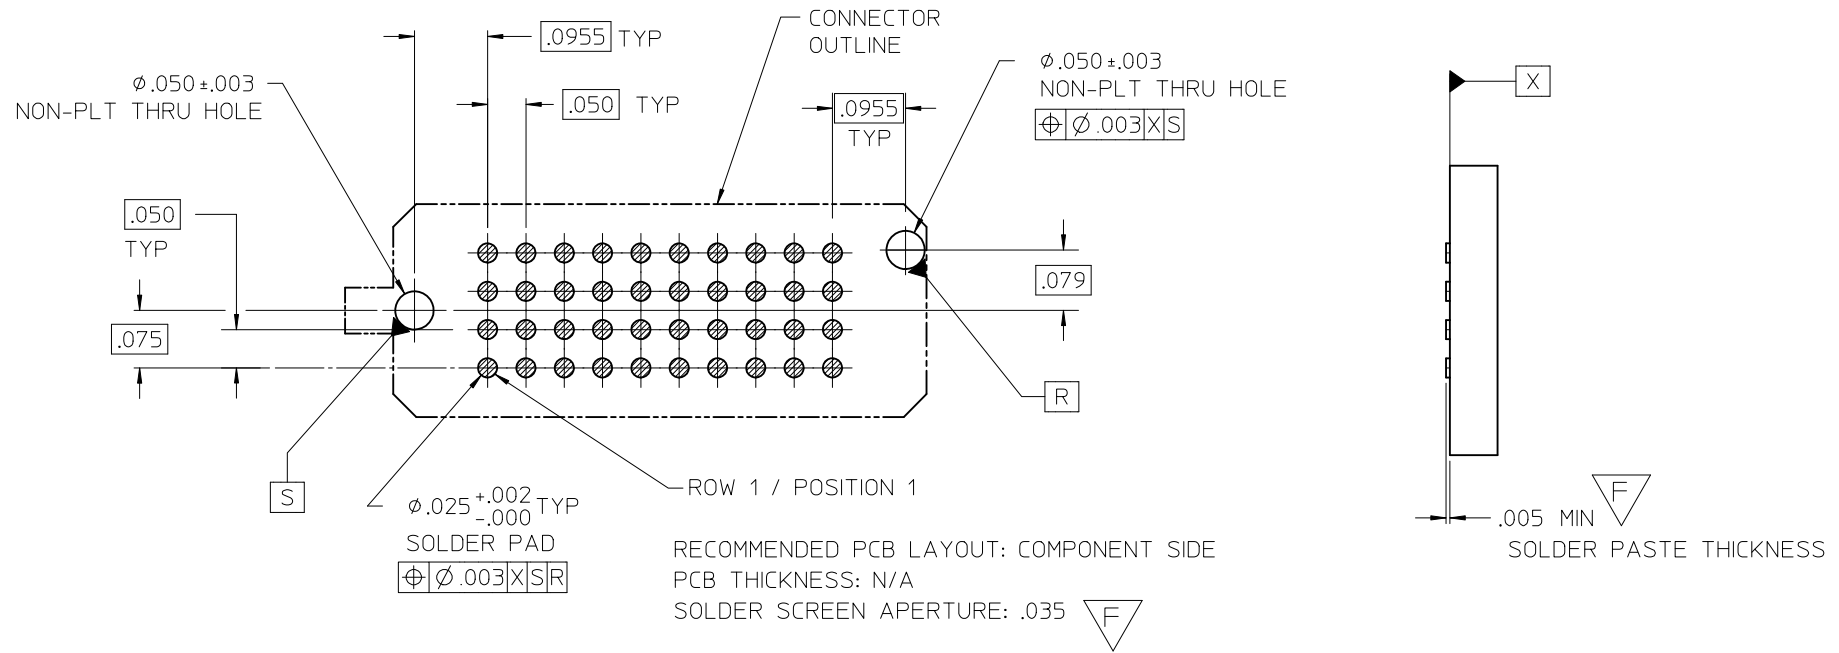 .0955 TYP
CONNECTOR
OUTLINE
⌀.050±.003
NON-PLT THRU HOLE
.050 TYP
.0955
TYP
⌀.050±.003
NON-PLT THRU HOLE
⌖ ⌀.003 X S
X
.050
TYP
.075
.079
R
S
ROW 1 / POSITION 1
⌀.025 +.002 TYP
-.000
SOLDER PAD
⌖ ⌀.003 X S R
RECOMMENDED PCB LAYOUT: COMPONENT SIDE
PCB THICKNESS: N/A
SOLDER SCREEN APERTURE: .035 F
.005 MIN F
SOLDER PASTE THICKNESS